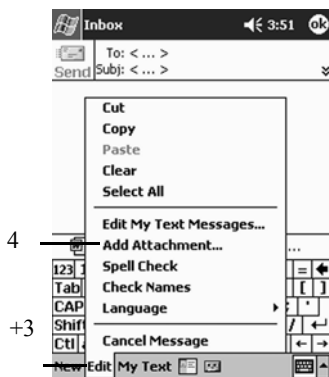 Inbox 3:51 ok
To: < ... >
Send Subj: < ... >
Cut
Copy
Paste
Clear
Select All
Edit My Text Messages...
4 Add Attachment... ...
123 Spell Check = 
Tab Check Names [ ]
CAP Language ; '
Shift /
+3 Ctl Cancel Message
New Edit My Text